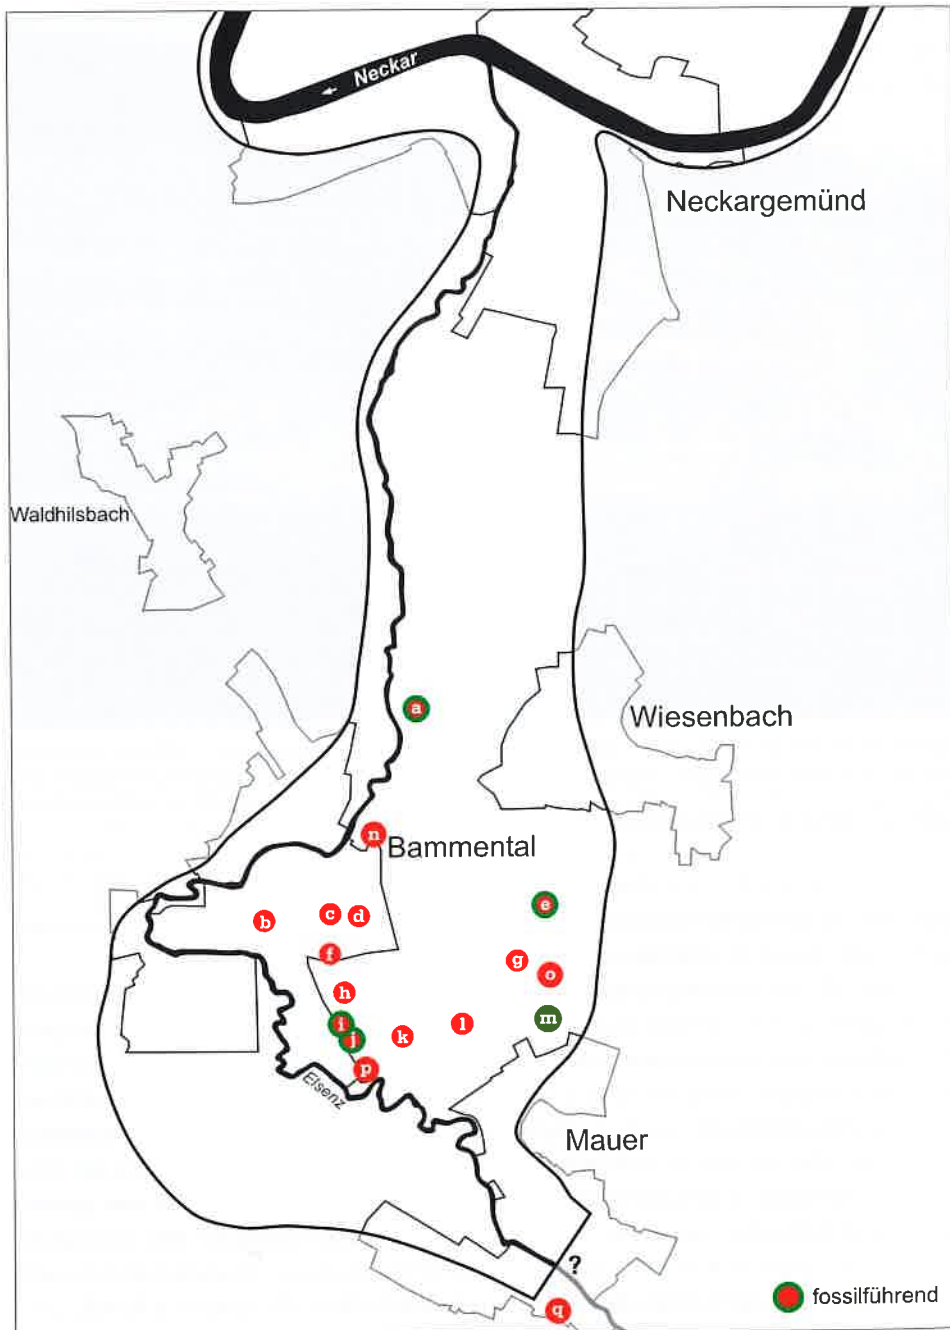 ← Neckar
Neckargemünd
Waldhilsbach
Wiesenbach
a
n
Bammental
e
b
c
d
f
g
o
h
i
j
k
l
m
p
Elsenz
Mauer
?
q
fossilführend